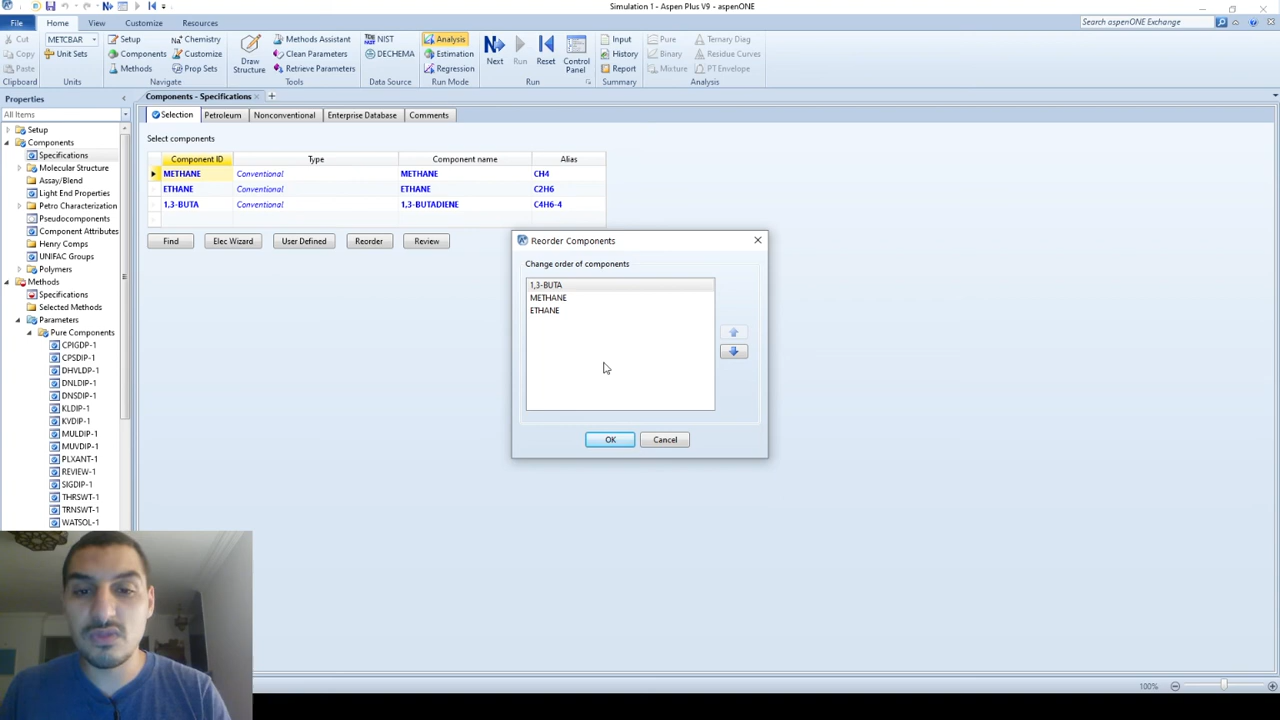 Simulation 1 - Aspen Plus V9 - aspenONE
File Home View Customize Resources
Search aspenONE Exchange
Cut METCBAR Setup Chemistry Methods Assistant NIST Analysis Input Pure Ternary Diag
Copy Unit Sets Components Customize Clean Parameters DECHEMA Estimation History Binary Residue Curves
Paste Methods Prop Sets Draw Structure Retrieve Parameters Regression Next Run Reset Control Panel Report Mixture PT Envelope
Clipboard Units Navigate Tools Data Source Run Mode Run Summary Analysis
Properties
All Items
Setup
Components
Specifications
Molecular Structure
Assay/Blend
Light End Properties
Petro Characterization
Pseudocomponents
Component Attributes
Henry Comps
UNIFAC Groups
Polymers
Methods
Specifications
Selected Methods
Parameters
Pure Components
CPIGDP-1
CPSDIP-1
DHVLDP-1
DNLDIP-1
DNSDIP-1
KLDIP-1
KVDIP-1
MULDIP-1
MUVDIP-1
PLXANT-1
REVIEW-1
SIGDIP-1
THRSWT-1
TRNSWT-1
WATSOL-1
Components - Specifications
Selection Petroleum Nonconventional Enterprise Database Comments
Select components
Component ID Type Component name Alias
METHANE Conventional METHANE CH4
ETHANE Conventional ETHANE C2H6
1,3-BUTA Conventional 1,3-BUTADIENE C4H6-4
Find Elec Wizard User Defined Reorder Review
Reorder Components
Change order of components
1,3-BUTA
METHANE
ETHANE
OK Cancel
100%